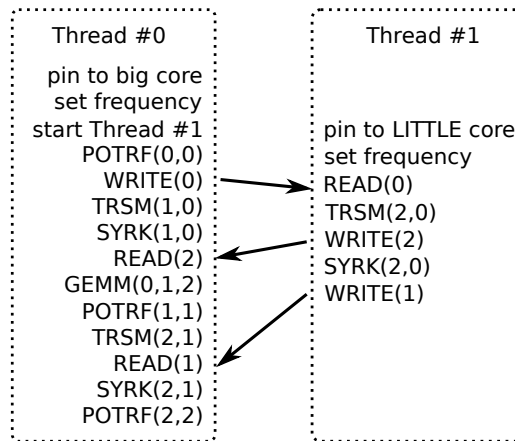 Thread #0
pin to big core
set frequency
start Thread #1
POTRF(0,0)
WRITE(0)
TRSM(1,0)
SYRK(1,0)
READ(2)
GEMM(0,1,2)
POTRF(1,1)
TRSM(2,1)
READ(1)
SYRK(2,1)
POTRF(2,2)
Thread #1
pin to LITTLE core
set frequency
READ(0)
TRSM(2,0)
WRITE(2)
SYRK(2,0)
WRITE(1)